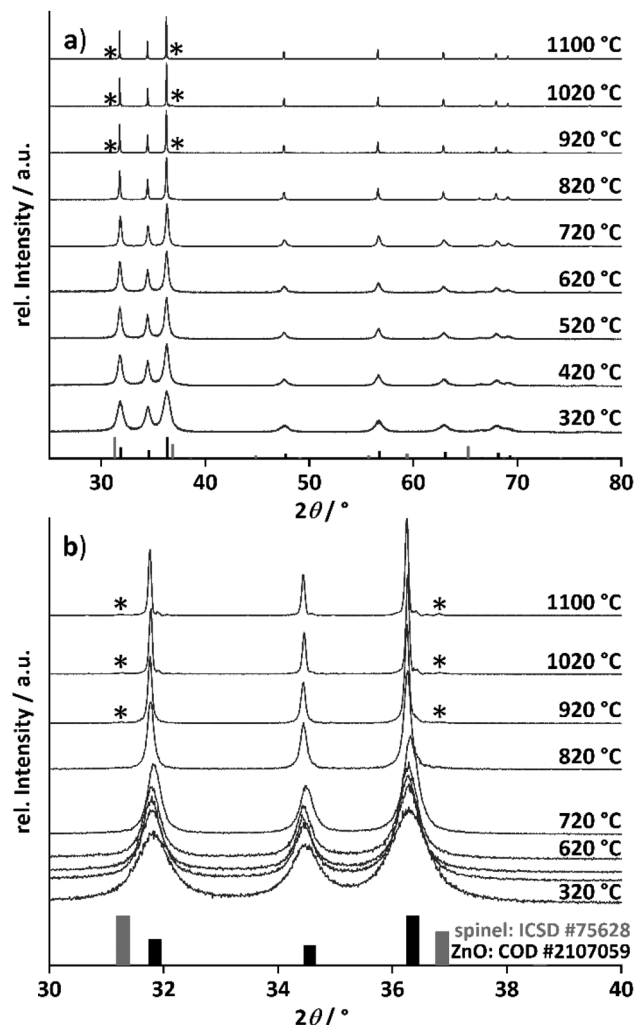 a)
* * 1100 °C
* * 1020 °C
* * 920 °C
820 °C
720 °C
620 °C
520 °C
420 °C
320 °C
rel. Intensity / a.u.
30 40 50 60 70 80
2θ / °
b)
* * 1100 °C
* * 1020 °C
* * 920 °C
820 °C
720 °C
620 °C
320 °C
rel. Intensity / a.u.
spinel: ICSD #75628
ZnO: COD #2107059
30 32 34 36 38 40
2θ / °